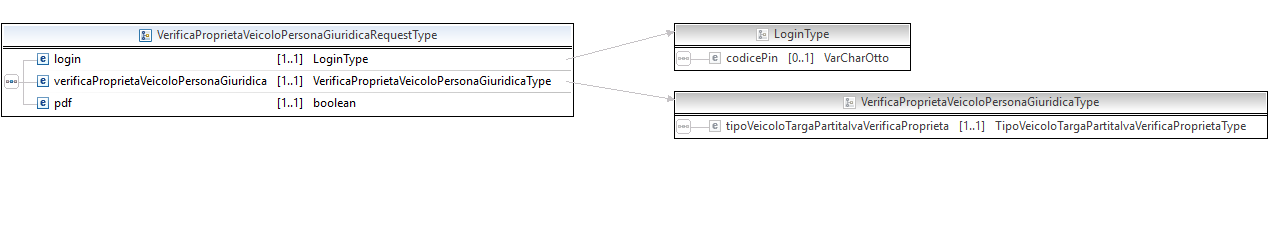 VerificaProprietaVeicoloPersonaGiuridicaRequestType
login [1..1] LoginType
verificaProprietaVeicoloPersonaGiuridica [1..1] VerificaProprietaVeicoloPersonaGiuridicaType
pdf [1..1] boolean
LoginType
codicePin [0..1] VarCharOtto
VerificaProprietaVeicoloPersonaGiuridicaType
tipoVeicoloTargaPartitaIvaVerificaProprieta [1..1] TipoVeicoloTargaPartitaIvaVerificaProprietaType